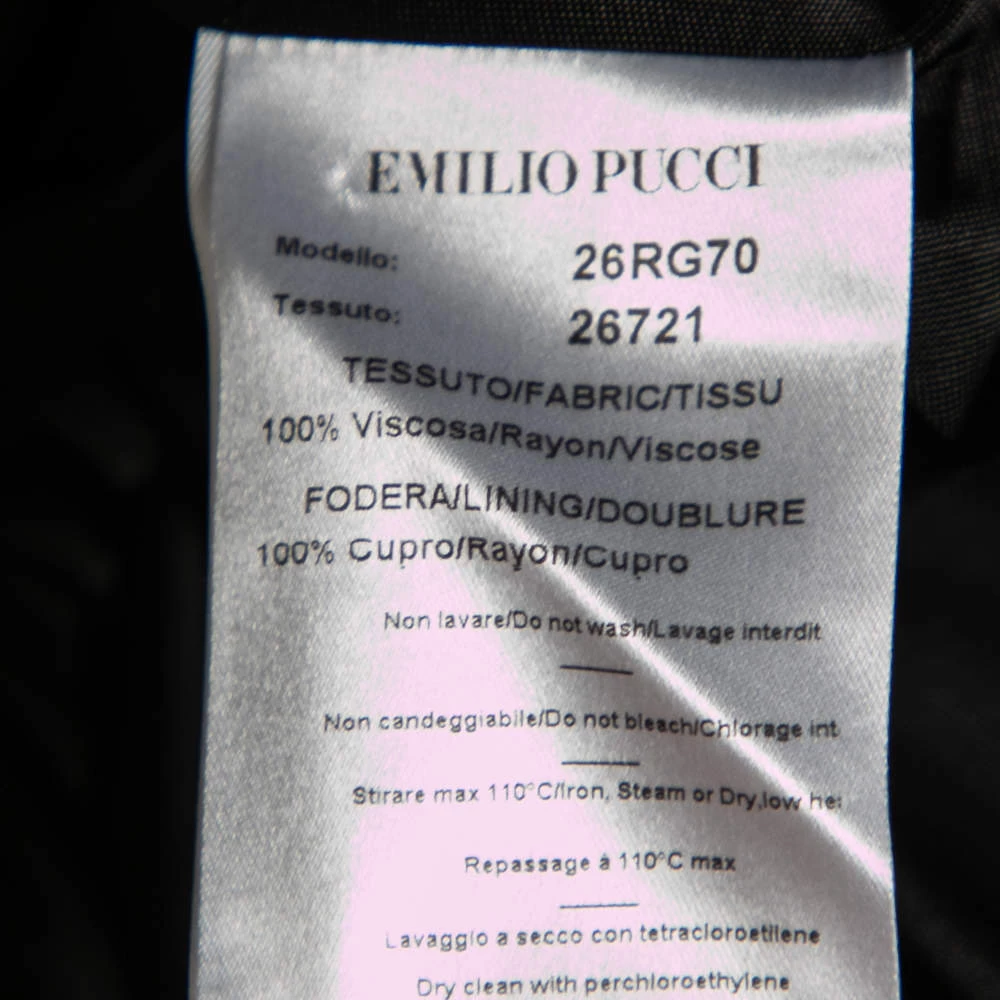 EMILIO PUCCI
Modello: 26RG70
Tessuto: 26721
TESSUTO/FABRIC/TISSU
100% Viscosa/Rayon/Viscose
FODERA/LINING/DOUBLURE
100% Cupro/Rayon/Cupro
Non lavare/Do not wash/Lavage interdit
Non candeggiabile/Do not bleach/Chlorage int
Stirare max 110°C/Iron, Steam or Dry,low
Repassage à 110°C max
Lavaggio a secco con tetracloroetilene
Dry clean with perchloroethylene